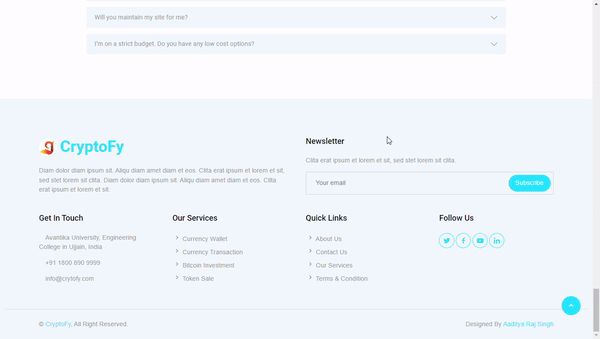 Will you maintain my site for me?
I'm on a strict budget. Do you have any low cost options?
CryptoFy
Diam dolor diam ipsum sit. Aliqu diam amet diam et eos. Clita erat ipsum et lorem et sit, sed stet lorem sit clita. Diam dolor diam ipsum sit. Aliqu diam amet diam et eos. Clita erat ipsum et lorem et sit.
Newsletter
Clita erat ipsum et lorem et sit, sed stet lorem sit clita.
Your email
Subscribe
Get In Touch
Avantika University, Engineering
College in Ujjain, India
+91 1800 890 9999
info@crytofy.com
Our Services
Currency Wallet
Currency Transaction
Bitcoin Investment
Token Sale
Quick Links
About Us
Contact Us
Our Services
Terms & Condition
Follow Us
© CryptoFy, All Right Reserved.
Designed By Aaditya Raj Singh